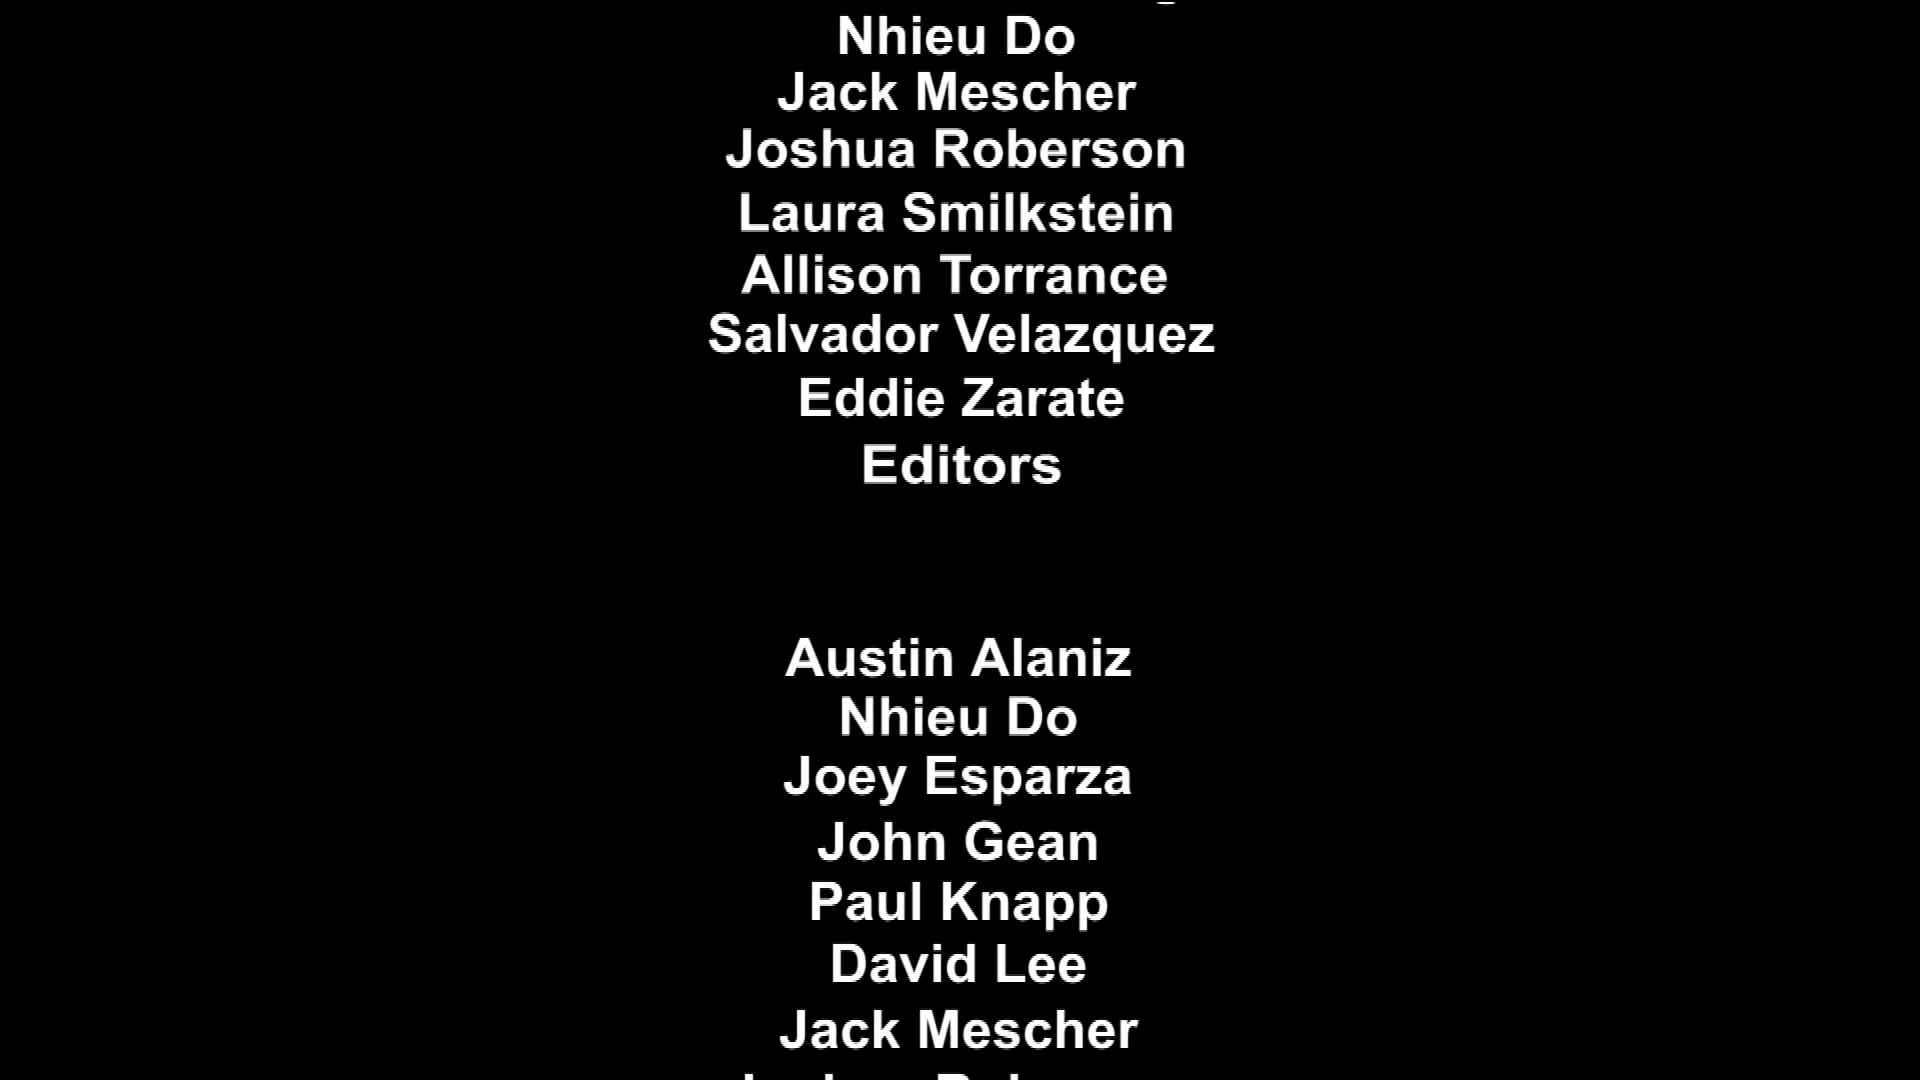 Nhieu Do
Jack Mescher
Joshua Roberson
Laura Smilkstein
Allison Torrance
Salvador Velazquez
Eddie Zarate
Editors
Austin Alaniz
Nhieu Do
Joey Esparza
John Gean
Paul Knapp
David Lee
Jack Mescher